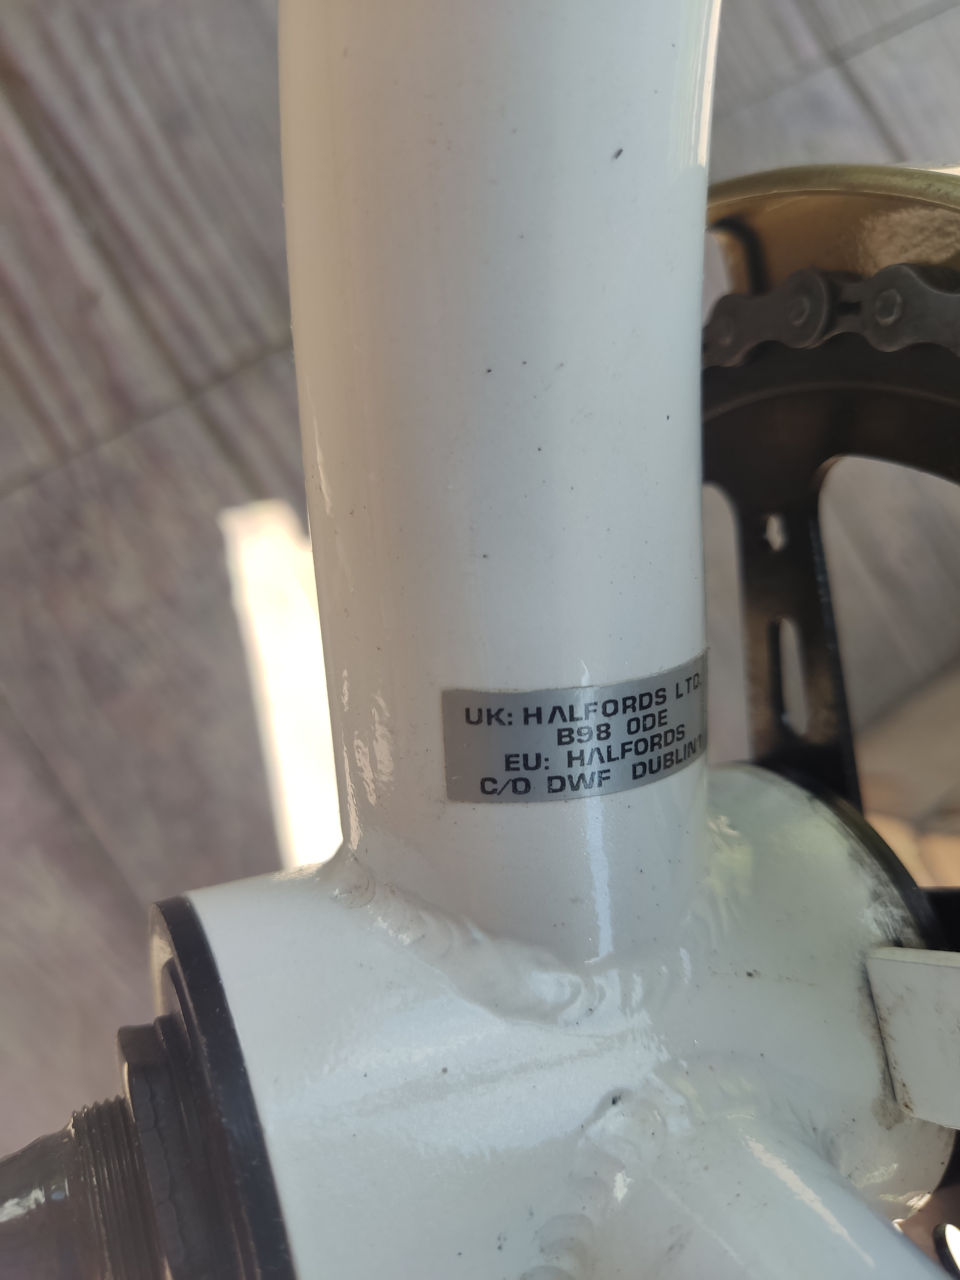 UK: HALFORDS LTD.
B98 0DE
EU: HALFORDS
C/O DWF DUBLIN